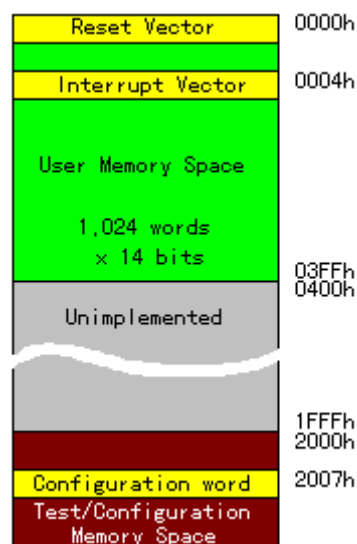 Reset Vector 0000h
Interrupt Vector 0004h
User Memory Space
1,024 words
× 14 bits
03FFh
0400h
Unimplemented
1FFFh
2000h
Configuration word 2007h
Test/Configuration
Memory Space